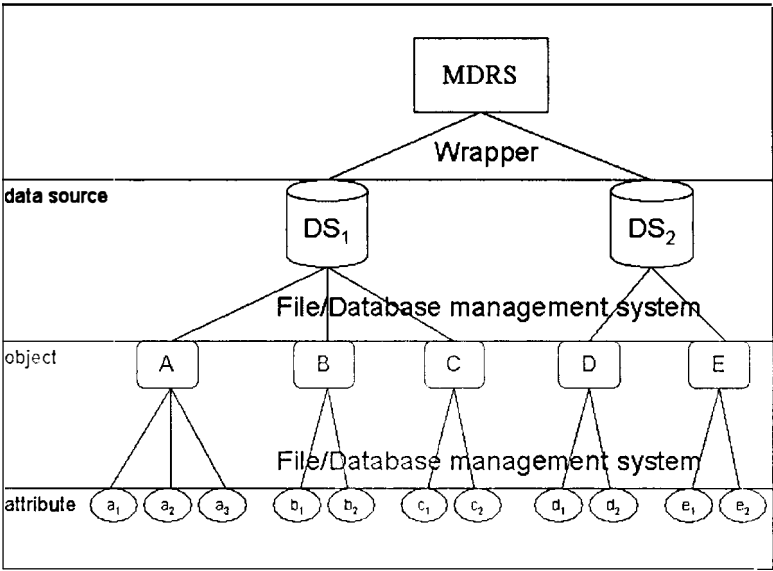 MDRS
Wrapper
data source
DS₁ DS₂
File/Database management system
object
A B C D E
File/Database management system
attribute a₁ a₂ a₃ b₁ b₂ c₁ c₂ d₁ d₂ e₁ e₂